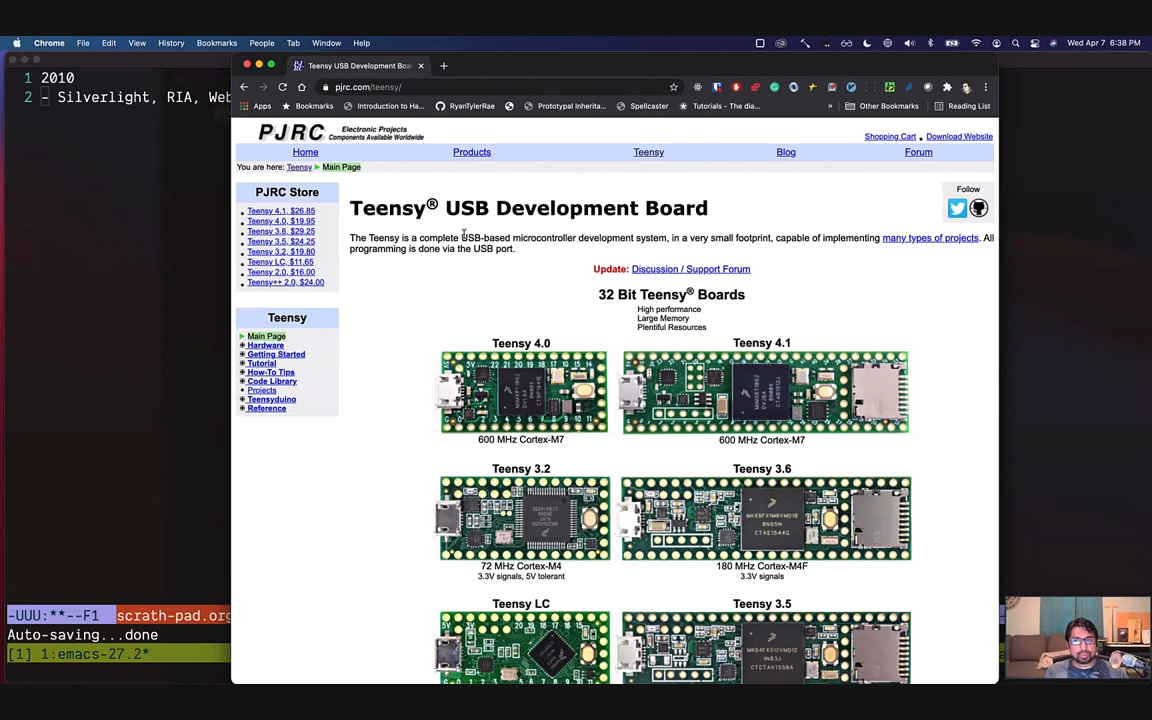 Chrome File Edit View History Bookmarks People Tab Window Help
Wed Apr 7 6:38 PM
1 2010
2 - Silverlight, RIA, Web
Teensy USB Development Boar
pjrc.com/teensy/
Apps Bookmarks Introduction to Ha... RyanTylerRae Prototypal Inherita... Spellcaster Tutorials - The dia... » Other Bookmarks Reading List
PJRC Electronic Projects
Components Available Worldwide
Shopping Cart . Download Website
Home Products Teensy Blog Forum
You are here: Teensy Main Page
PJRC Store
Teensy 4.1, $26.85
Teensy 4.0, $19.95
Teensy 3.6, $29.25
Teensy 3.5, $24.25
Teensy 3.2, $19.80
Teensy LC, $11.65
Teensy 2.0, $16.00
Teensy++ 2.0, $24.00
Teensy
Main Page
Hardware
Getting Started
Tutorial
How-To Tips
Code Library
Projects
Teensyduino
Reference
Teensy® USB Development Board
Follow
The Teensy is a complete USB-based microcontroller development system, in a very small footprint, capable of implementing many types of projects. All
programming is done via the USB port.
Update: Discussion / Support Forum
32 Bit Teensy® Boards
High performance
Large Memory
Plentiful Resources
Teensy 4.0 Teensy 4.1
600 MHz Cortex-M7 600 MHz Cortex-M7
Teensy 3.2 Teensy 3.6
72 MHz Cortex-M4 180 MHz Cortex-M4F
3.3V signals, 5V tolerant 3.3V signals
Teensy LC Teensy 3.5
-UUU:**--F1 scrath-pad.org
Auto-saving...done
[1] 1:emacs-27.2*